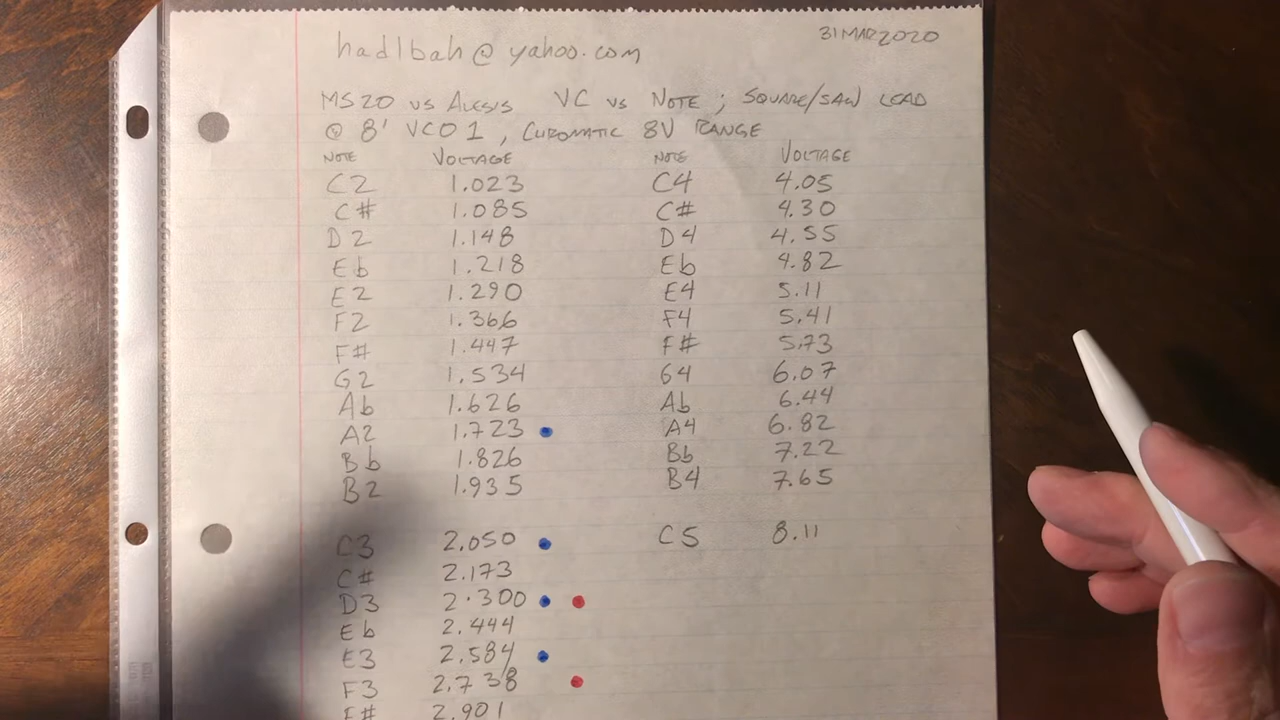 31MAR2020
hadlbah@yahoo.com
MS20 vs ALESIS VC vs NOTE; SQUARE/SAW LEAD
@ 8' VCO1, CHROMATIC 8V RANGE
NOTE VOLTAGE NOTE VOLTAGE
C2 1.023 C4 4.05
C# 1.085 C# 4.30
D2 1.148 D4 4.55
Eb 1.218 Eb 4.82
E2 1.290 E4 5.11
F2 1.366 F4 5.41
F# 1.447 F# 5.73
G2 1.534 G4 6.07
Ab 1.626 Ab 6.44
A2 1.723 A4 6.82
Bb 1.826 Bb 7.22
B2 1.935 B4 7.65
C3 2.050 C5 8.11
C# 2.173
D3 2.300
Eb 2.444
E3 2.584
F3 2.738
F# 2.901